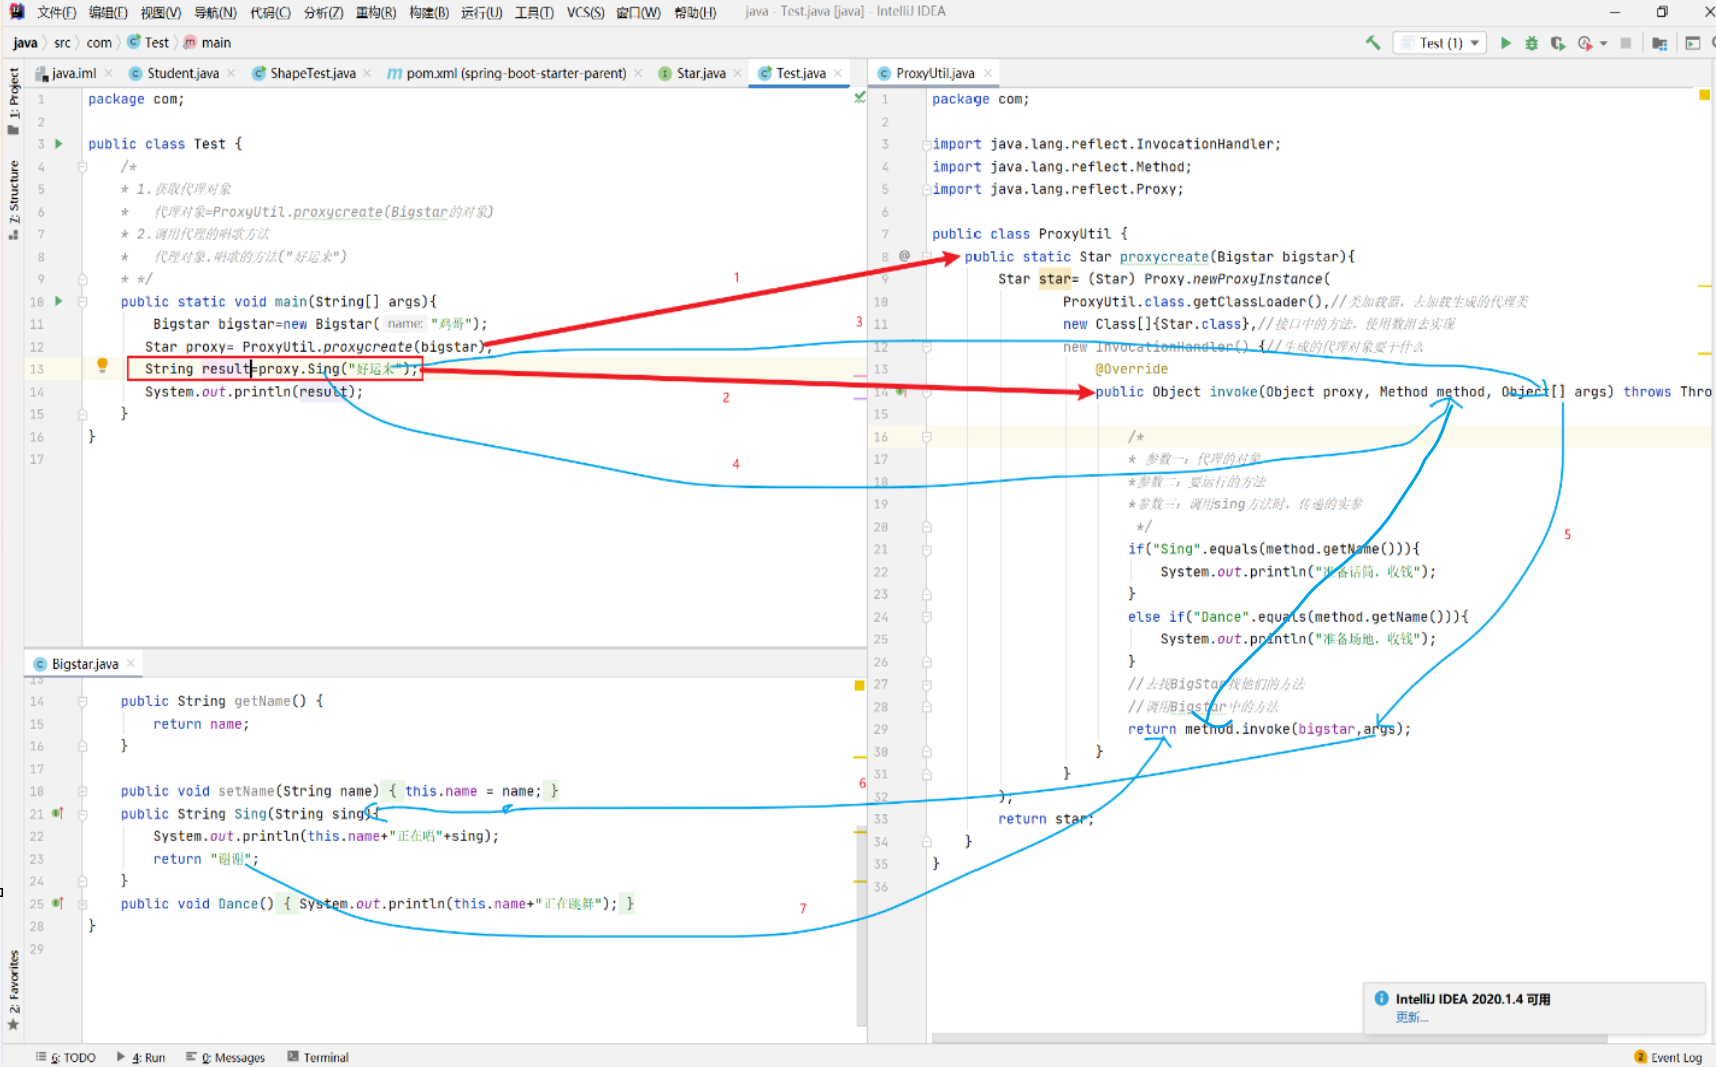 文件(F) 编辑(E) 视图(V) 导航(N) 代码(C) 分析(Z) 重构(R) 构建(B) 运行(U) 工具(T) VCS(S) 窗口(W) 帮助(H) java - Test.java [java] - IntelliJ IDEA
java src com Test main
Test (1)
java.iml Student.java ShapeTest.java pom.xml (spring-boot-starter-parent) Star.java Test.java
1: Project
7: Structure
2: Favorites
1 package com;
2
3 public class Test {
4 /*
5 * 1.获取代理对象
6 * 代理对象=ProxyUtil.proxycreate(Bigstar的对象)
7 * 2.调用代理的唱歌方法
8 * 代理对象.唱歌的方法("好运来")
9 * */
10 public static void main(String[] args){
11 Bigstar bigstar=new Bigstar( name: "鸡哥");
12 Star proxy= ProxyUtil.proxycreate(bigstar);
13 String result=proxy.Sing("好运来");
14 System.out.println(result);
15 }
16 }
17
1
2
3
4
5
6
7
Bigstar.java
13
14 public String getName() {
15 return name;
16 }
17
18 public void setName(String name) { this.name = name; }
21 public String Sing(String sing){
22 System.out.println(this.name+"正在唱"+sing);
23 return "谢谢";
24 }
25 public void Dance() { System.out.println(this.name+"正在跳舞"); }
28 }
29
ProxyUtil.java
1 package com;
2
3 import java.lang.reflect.InvocationHandler;
4 import java.lang.reflect.Method;
5 import java.lang.reflect.Proxy;
6
7 public class ProxyUtil {
8 @ public static Star proxycreate(Bigstar bigstar){
9 Star star= (Star) Proxy.newProxyInstance(
10 ProxyUtil.class.getClassLoader(),//类加载器，去加载生成的代理类
11 new Class[]{Star.class},//接口中的方法，使用数组去实现
12 new InvocationHandler() {//生成的代理对象要干什么
13 @Override
14 public Object invoke(Object proxy, Method method, Object[] args) throws Thro
15
16 /*
17 * 参数一：代理的对象
18 *参数二：要运行的方法
19 *参数三：调用sing方法时，传递的实参
20 */
21 if("Sing".equals(method.getName())){
22 System.out.println("准备话筒，收钱");
23 }
24 else if("Dance".equals(method.getName())){
25 System.out.println("准备场地，收钱");
26 }
27 //去找BigStar找他们的方法
28 //调用Bigstar中的方法
29 return method.invoke(bigstar,args);
30 }
31 }
32 );
33 return star;
34 }
35 }
36
IntelliJ IDEA 2020.1.4 可用
更新...
6: TODO 4: Run 0: Messages Terminal
2 Event Log